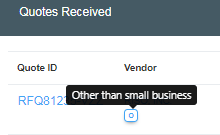 Quotes Received
Quote ID Vendor
Other than small business
RFQ812